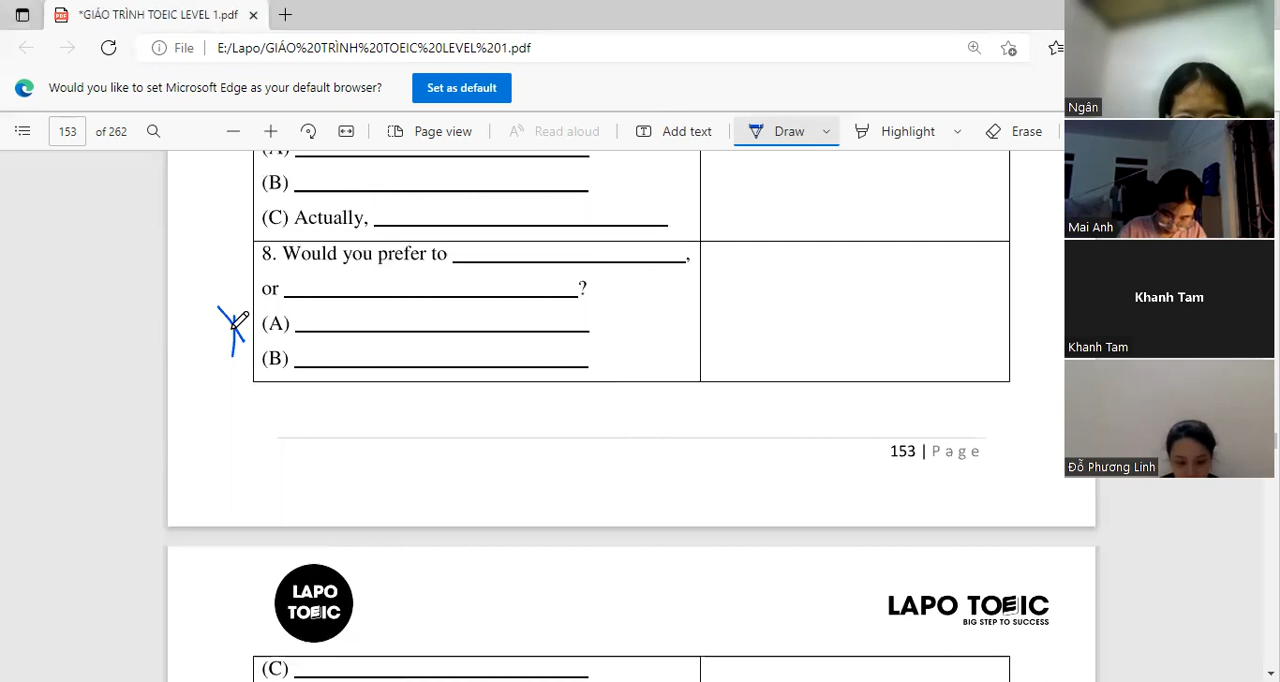 *GIÁO TRÌNH TOEIC LEVEL 1.pdf
File E:/Lapo/GIÁO%20TRÌNH%20TOEIC%20LEVEL%201.pdf
Would you like to set Microsoft Edge as your default browser? Set as default
153 of 262 Page view Read aloud Add text Draw Highlight Erase
(A)
(B)
(C) Actually,
8. Would you prefer to ,
or ?
(A)
(B)
153 | Page
LAPO
TOEIC
LAPO TOEIC
BIG STEP TO SUCCESS
(C)
Ngân
Mai Anh
Khanh Tam
Khanh Tam
Đỗ Phương Linh